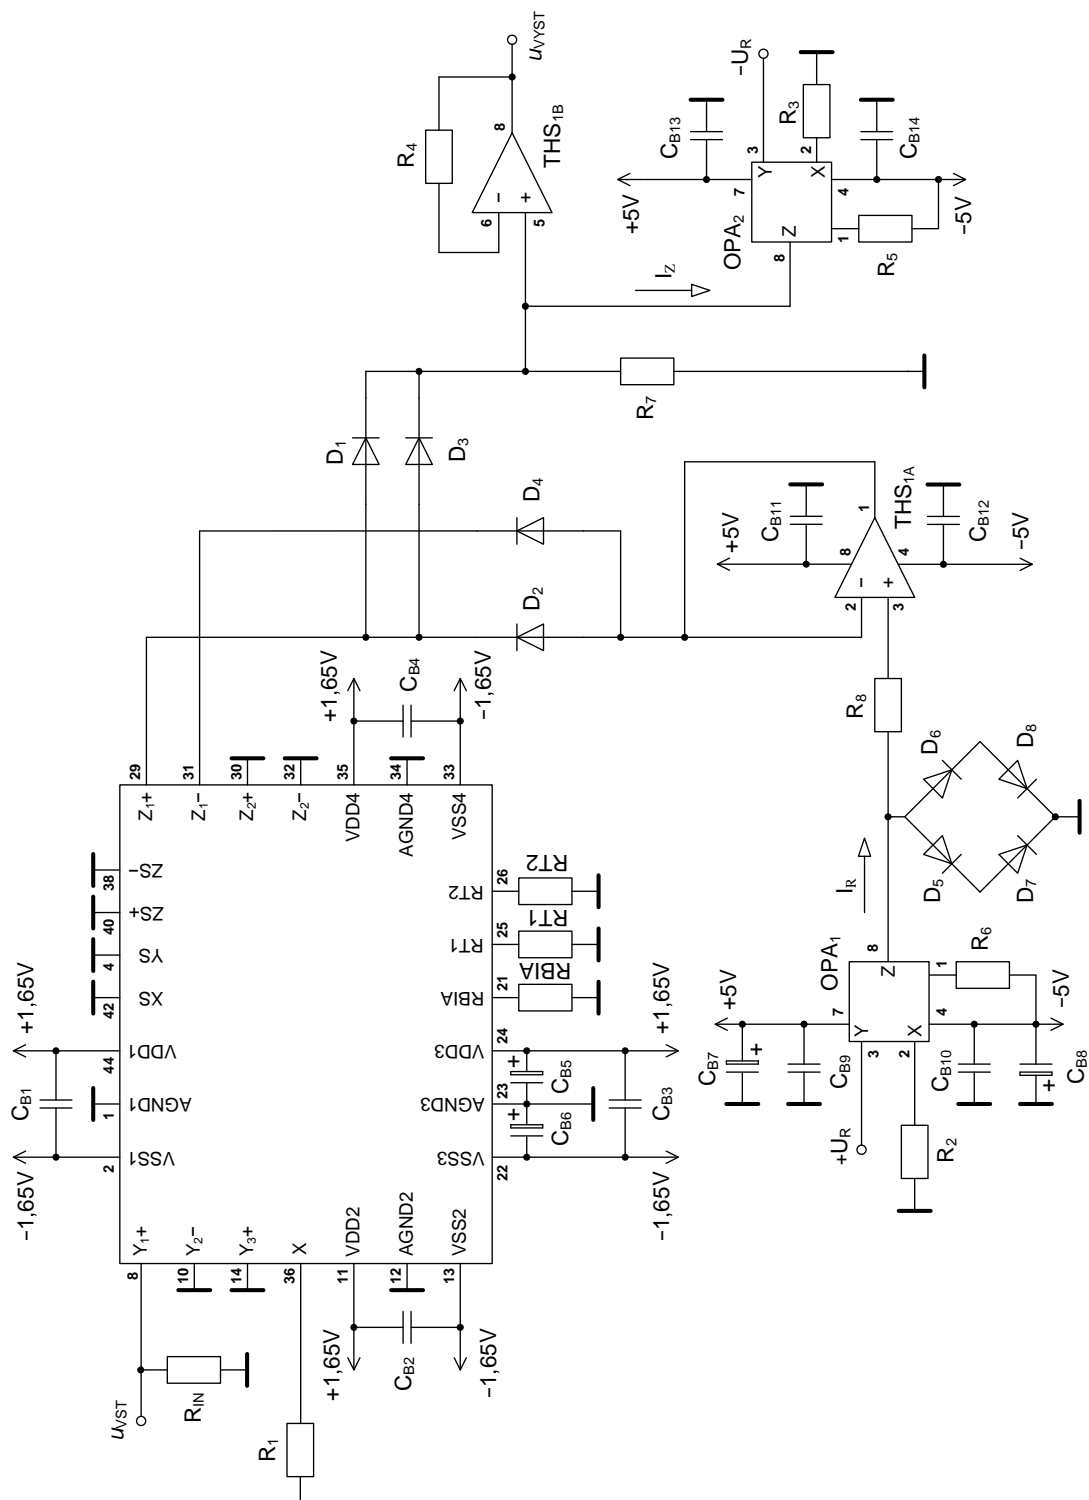 uVYST
R4
8
THS1B
6
5
−
+
−UR
R3
CB13
3
2
CB14
+5V
7
Y
X
4
−5V
OPA2
Z
8
1
R5
IZ
D1
D3
R7
D4
D2
+5V
CB11
1
THS1A
8
4
CB12
−5V
2
3
−
+
+1,65V
CB4
−1,65V
R8
29
31
30
32
35
34
33
Z1+
Z1−
Z2+
Z2−
VDD4
AGND4
VSS4
D6
D8
D5
D7
38
ZS−
40
ZS+
4
YS
42
XS
RT2
26
RT2
RT1
25
RT1
RBIA
21
RBIA
IR
OPA1
8
Z
1
R6
+1,65V
VDD1
44
CB1
AGND1
1
VSS1
2
−1,65V
VDD3
24
+1,65V
CB5
+
AGND3
23
CB3
CB6
+
VSS3
22
−1,65V
+5V
7
Y
X
4
−5V
3
2
CB7
+
CB9
CB10
CB8
+
+UR
R2
Y1+
Y2−
Y3+
X
VDD2
AGND2
VSS2
8
10
14
36
11
12
13
uVST
RIN
+1,65V
CB2
−1,65V
R1